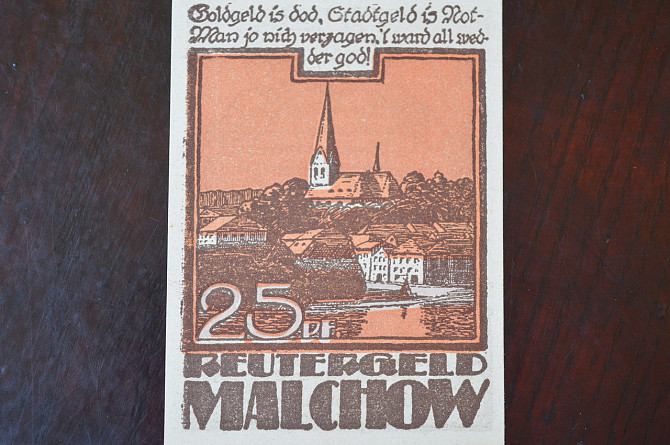 Goldgeld is dod, Stadtgeld is Not-
Man jo nich verzagen, 't ward all wed-
der god!
25 Pf.
REUTERGELD
MALCHOW